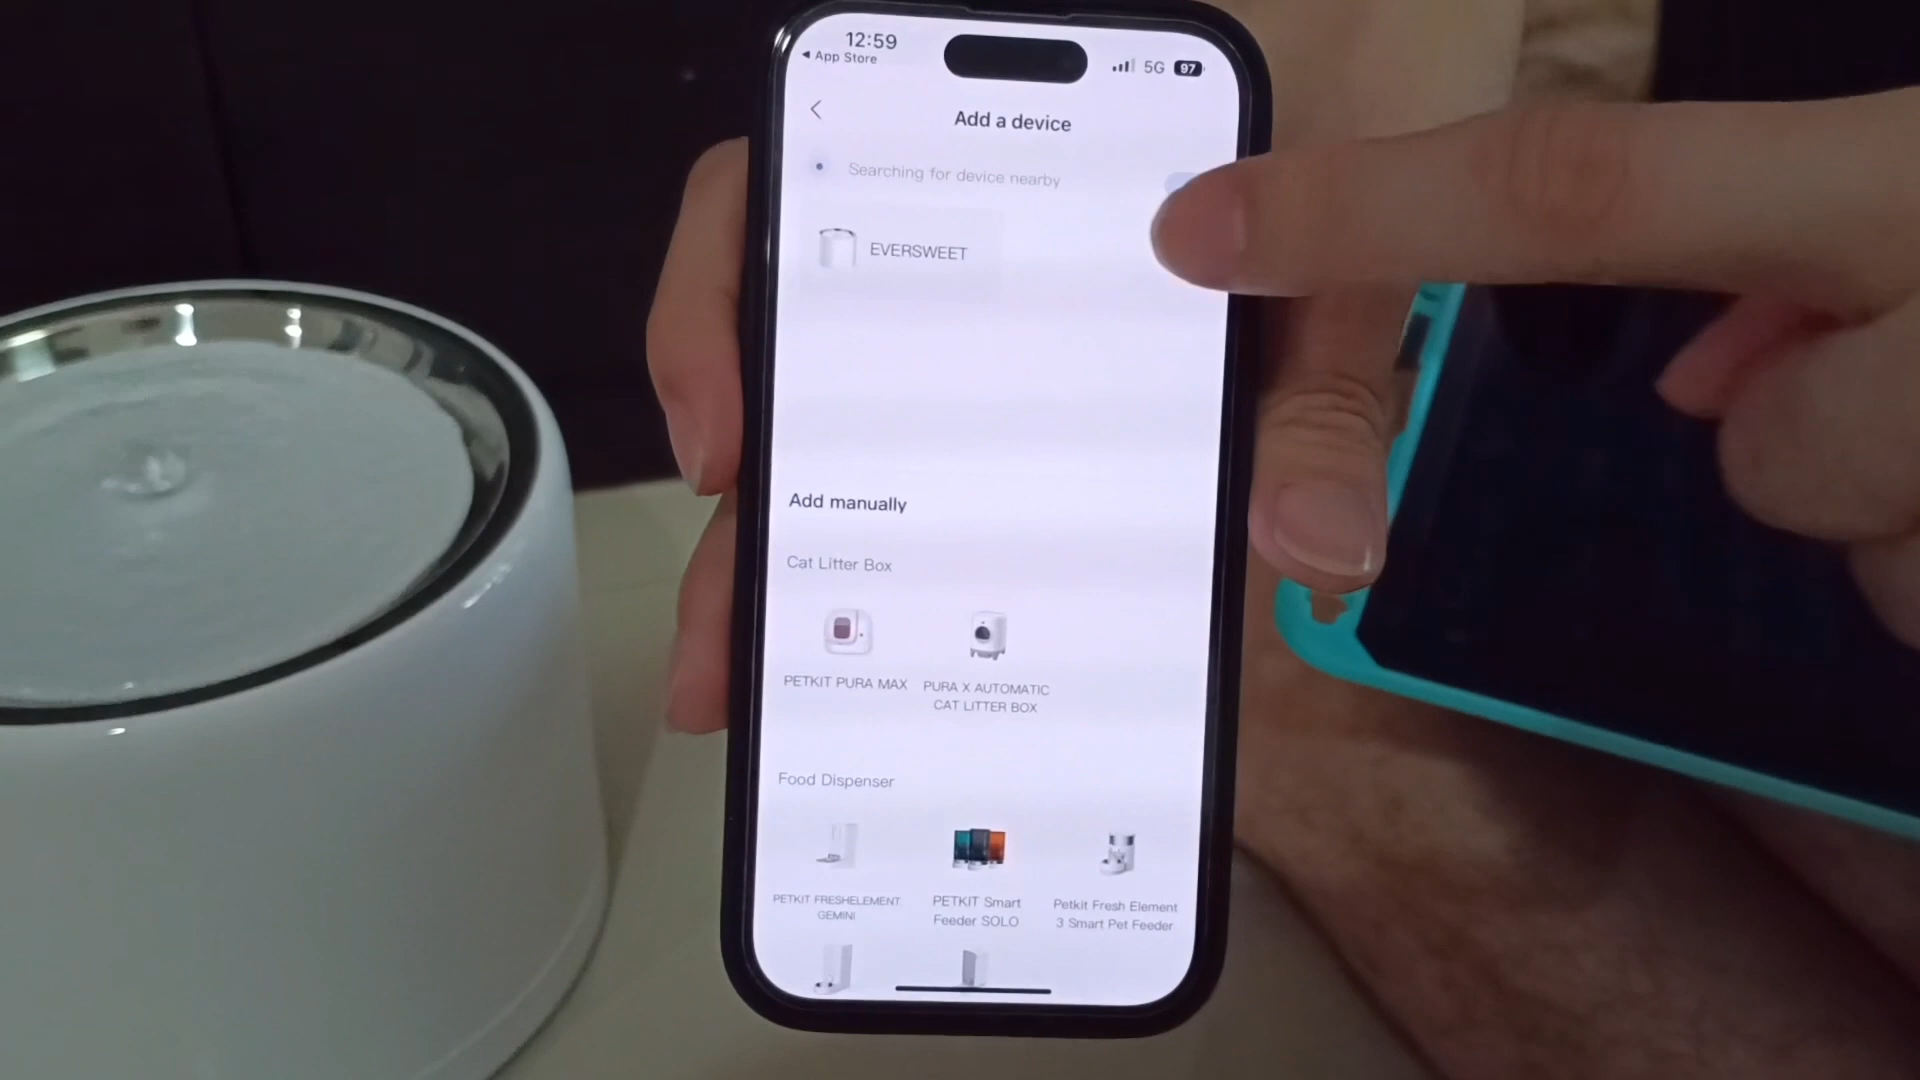 12:59
◀ App Store
5G
97
Add a device
Searching for device nearby
EVERSWEET
Add manually
Cat Litter Box
PETKIT PURA MAX
PURA X AUTOMATIC
CAT LITTER BOX
Food Dispenser
PETKIT FRESHELEMENT
GEMINI
PETKIT Smart
Feeder SOLO
Petkit Fresh Element
3 Smart Pet Feeder